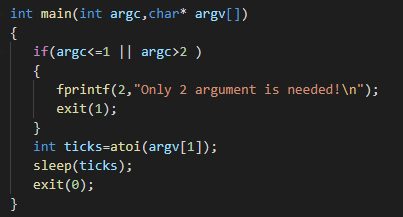 int main(int argc,char* argv[])
{
    if(argc<=1 || argc>2 )
    {
        fprintf(2,"Only 2 argument is needed!\n");
        exit(1);
    }
    int ticks=atoi(argv[1]);
    sleep(ticks);
    exit(0);
}